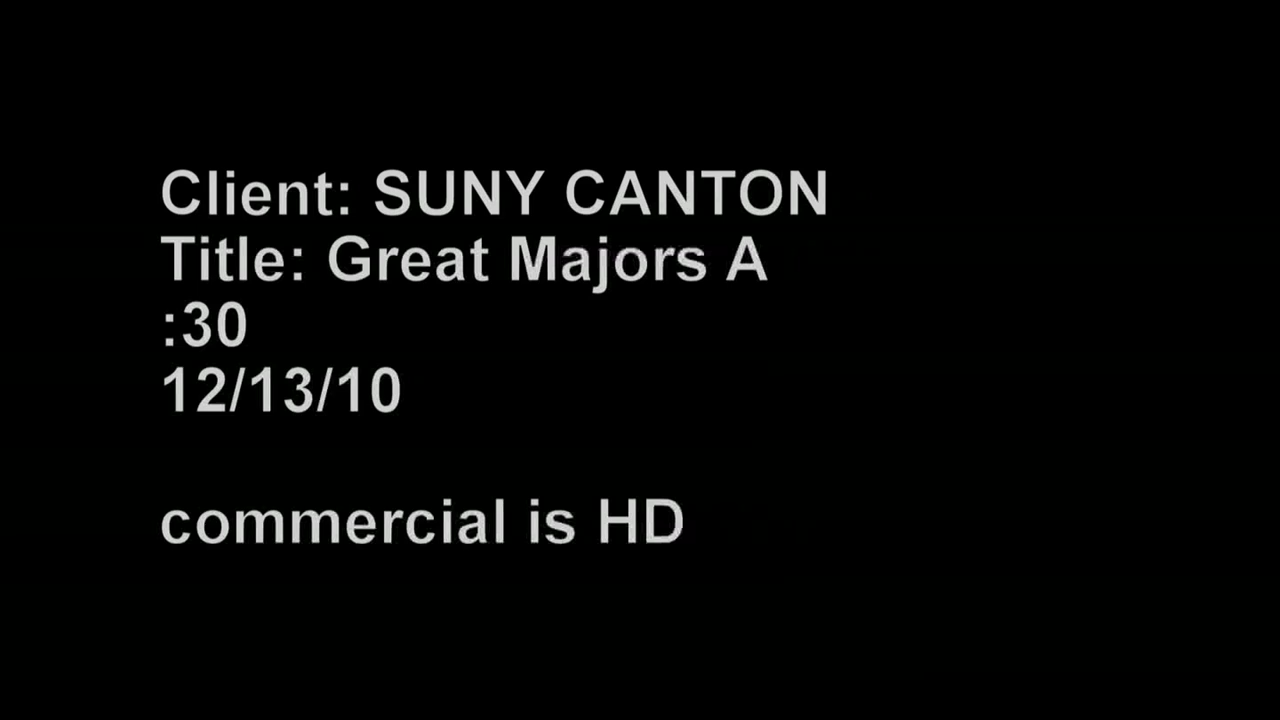 Client: SUNY CANTON
Title: Great Majors A
:30
12/13/10
commercial is HD